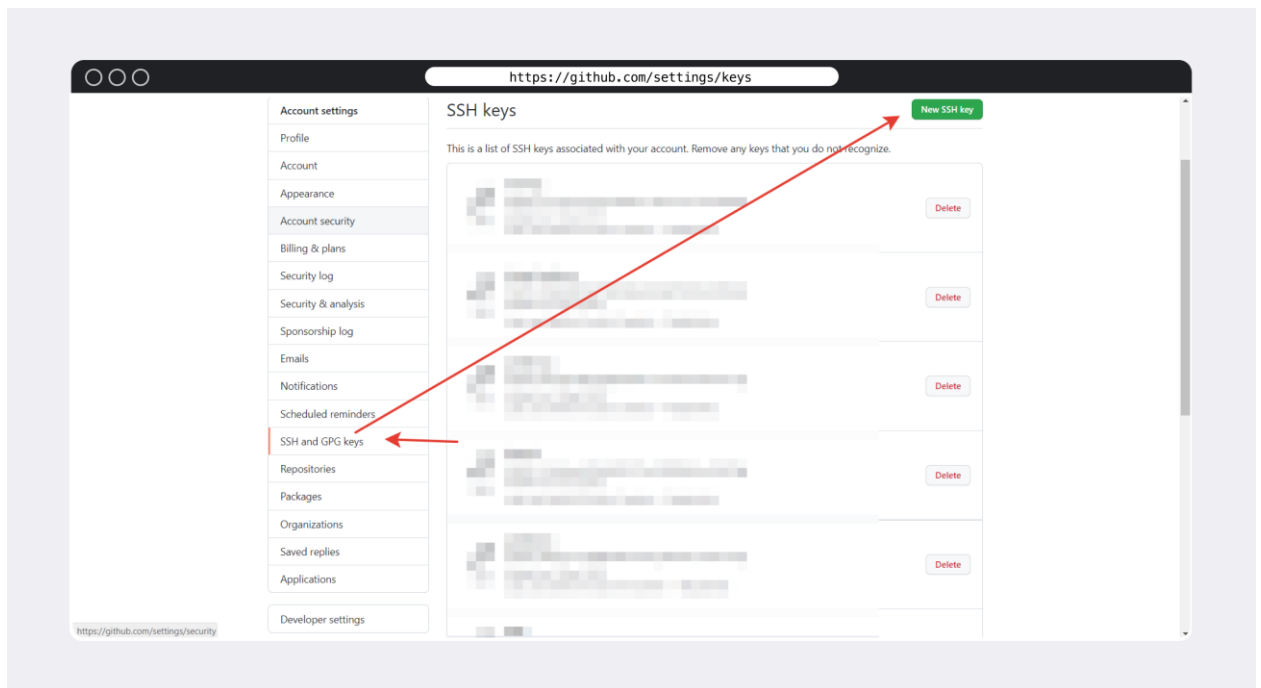 https://github.com/settings/keys
Account settings
Profile
Account
Appearance
Account security
Billing & plans
Security log
Security & analysis
Sponsorship log
Emails
Notifications
Scheduled reminders
SSH and GPG keys
Repositories
Packages
Organizations
Saved replies
Applications
Developer settings
SSH keys
New SSH key
This is a list of SSH keys associated with your account. Remove any keys that you do not recognize.
Delete
Delete
Delete
Delete
Delete
https://github.com/settings/security